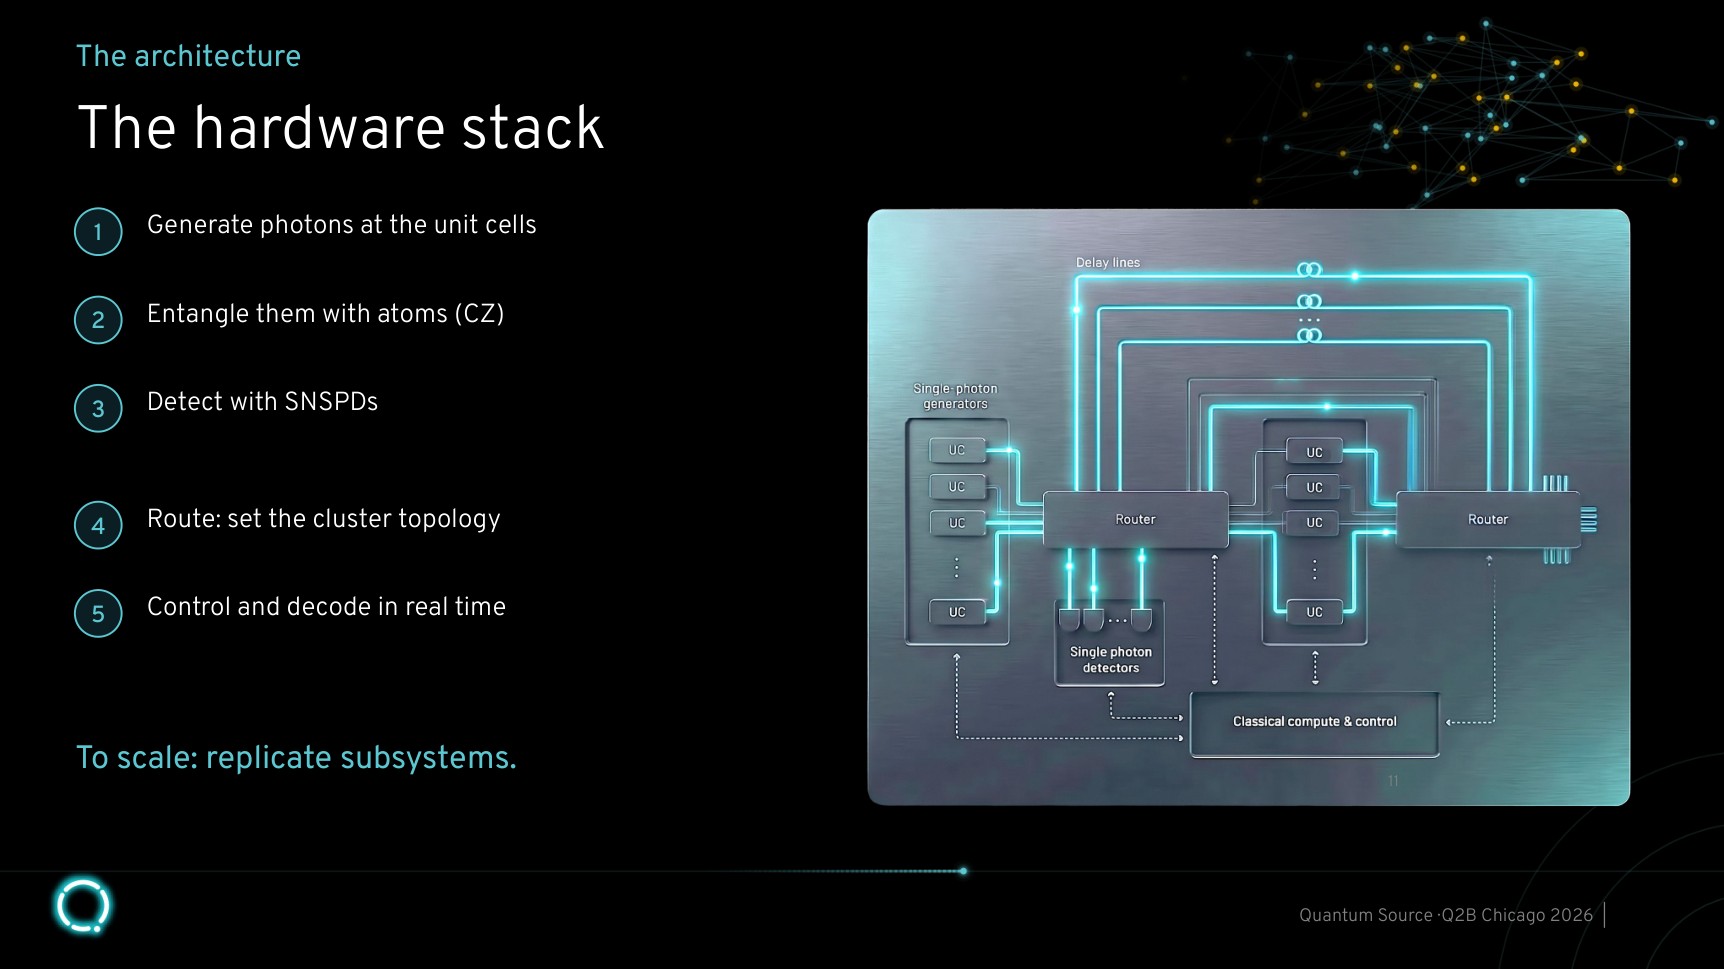 The architecture
The hardware stack
1 Generate photons at the unit cells
2 Entangle them with atoms (CZ)
3 Detect with SNSPDs
4 Route: set the cluster topology
5 Control and decode in real time
To scale: replicate subsystems.
Delay lines
Single-photon
generators
UC
UC
UC
UC
Router
Single photon
detectors
UC
UC
UC
UC
Router
Classical compute & control
11
Quantum Source ·Q2B Chicago 2026